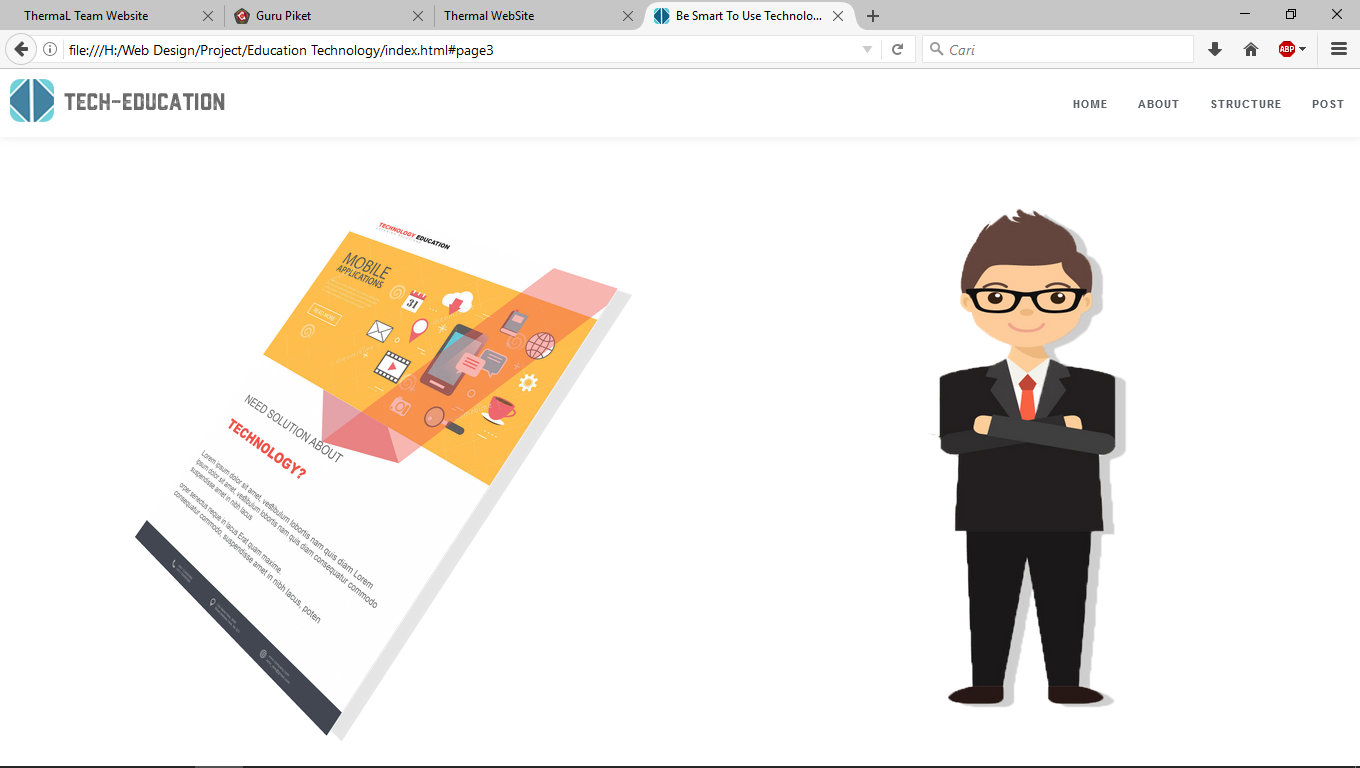 ThermaL Team Website
Guru Piket
Thermal WebSite
Be Smart To Use Technolo...
file:///H:/Web Design/Project/Education Technology/index.html#page3
Cari
ABP
TECH-EDUCATION
HOME
ABOUT
STRUCTURE
POST
TECHNOLOGY EDUCATION
MOBILE
APPLICATIONS
READ MORE
31
NEED SOLUTION ABOUT
TECHNOLOGY?
Lorem ipsum dolor sit amet, vestibulum lobortis nam quis diam Lorem
ipsum dolor sit amet, vestibulum lobortis nam quis diam consequatur commodo
suspendisse amet in nibh lacus
orper senectus neque in lacus Erat quam maxime.
consequatur commodo, suspendisse amet in nibh lacus, poten